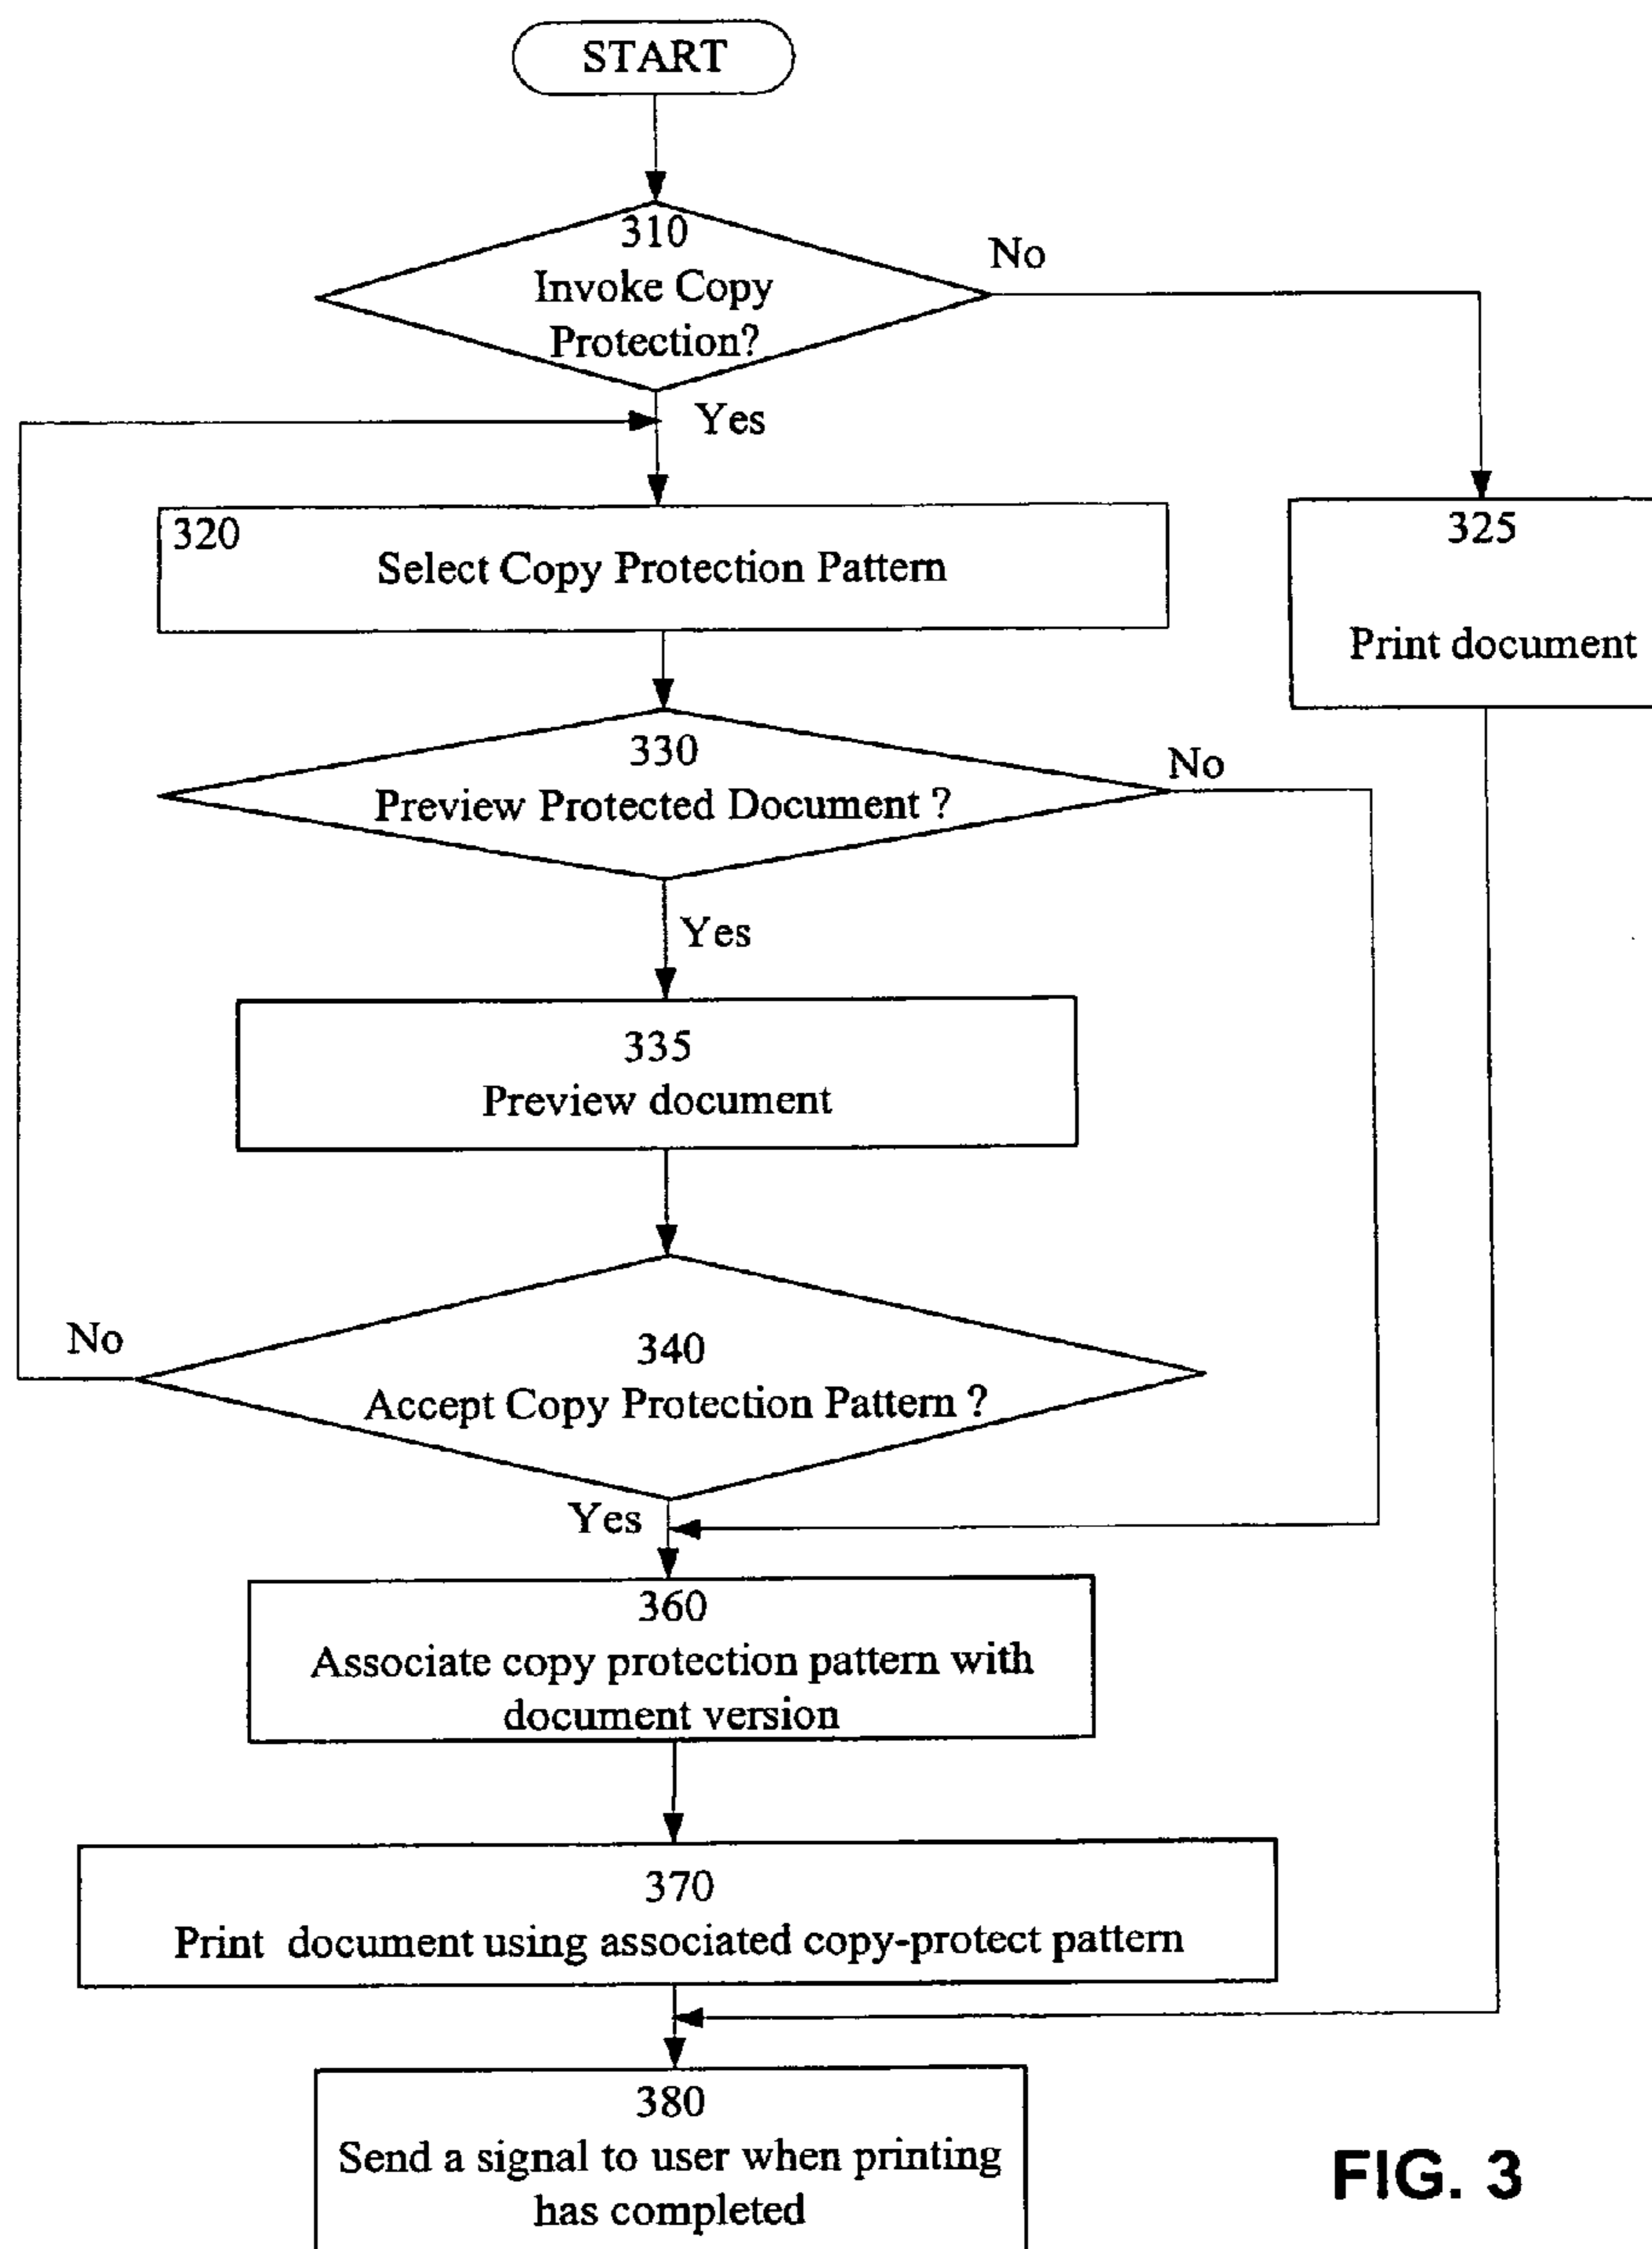 START
310
Invoke Copy
Protection?
No
Yes
320
Select Copy Protection Pattern
325
Print document
330
Preview Protected Document ?
No
Yes
335
Preview document
340
Accept Copy Protection Pattern ?
No
Yes
360
Associate copy protection pattern with
document version
370
Print document using associated copy-protect pattern
380
Send a signal to user when printing
has completed
FIG. 3